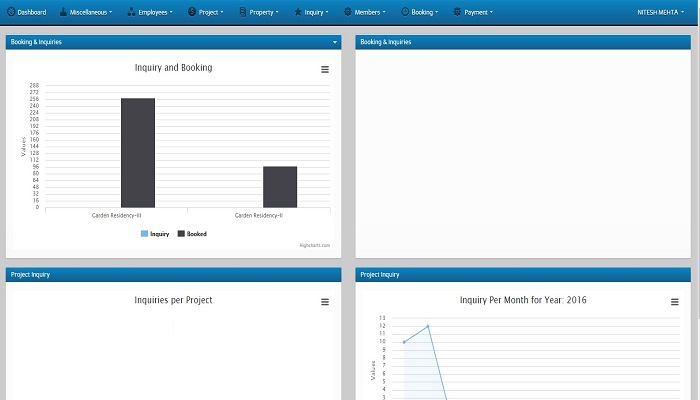 Dashboard Miscellaneous Employees Project Property Inquiry Members Booking Payment NITESH MEHTA
Booking & Inquiries
Inquiry and Booking
288
272
256
240
224
208
192
176
160
144
128
112
96
80
64
48
32
16
0
Values
Garden Residency-III Garden Residency-II
Inquiry Booked
Highcharts.com
Booking & Inquiries
Project Inquiry
Inquiries per Project
Project Inquiry
Inquiry Per Month for Year: 2016
13
12
11
10
9
8
7
6
5
4
3
Values